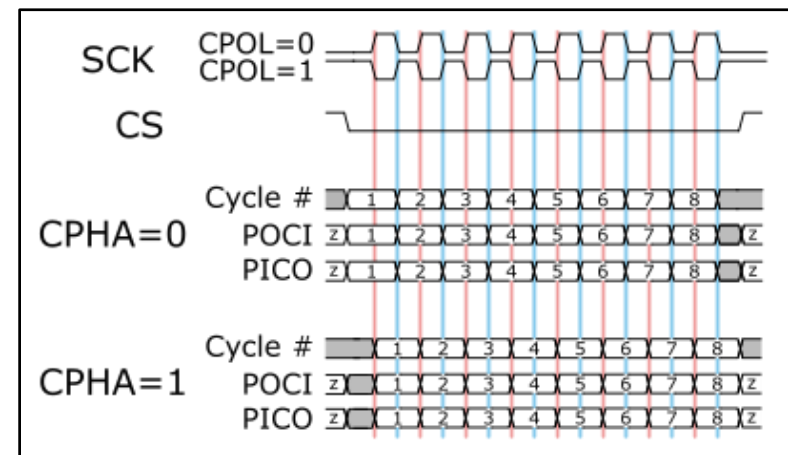 SCK CPOL=0
CPOL=1
CS
Cycle # 1 2 3 4 5 6 7 8
CPHA=0 POCI z 1 2 3 4 5 6 7 8 z
PICO z 1 2 3 4 5 6 7 8 z
Cycle # 1 2 3 4 5 6 7 8
CPHA=1 POCI z 1 2 3 4 5 6 7 8 z
PICO z 1 2 3 4 5 6 7 8 z